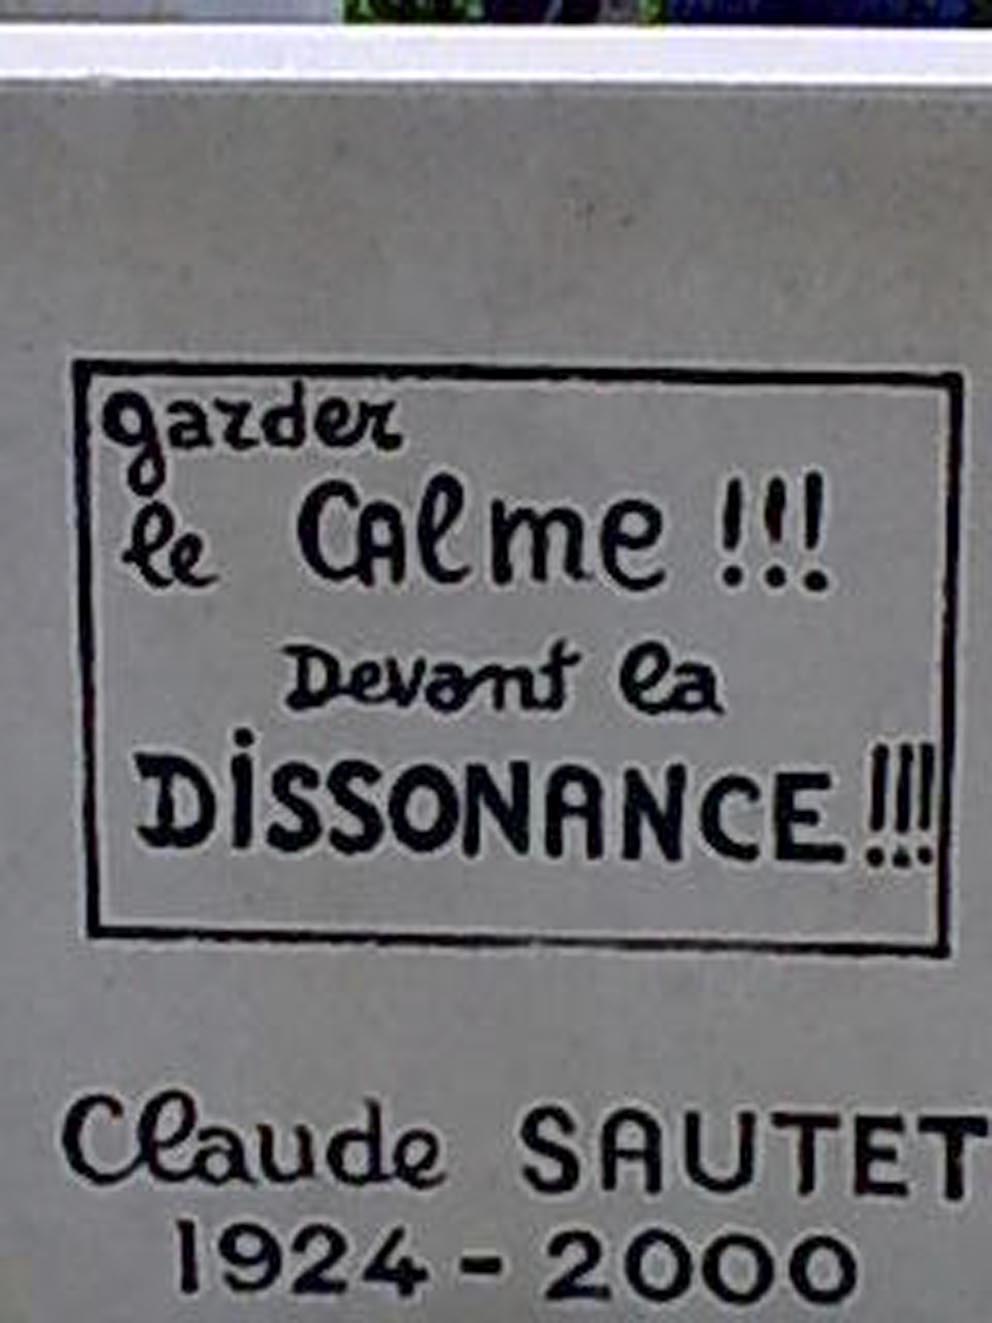 garder
le CAlme !!!
Devant la
DiSSONANCE !!!
Claude SAUTET
1924 - 2000